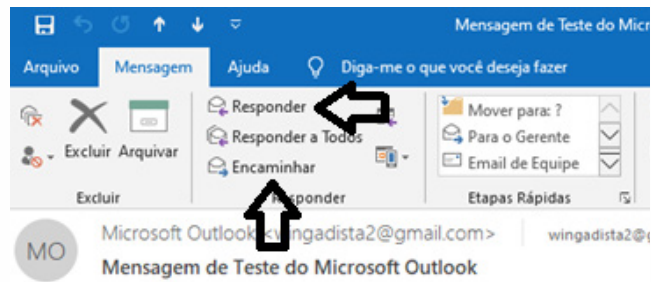 Mensagem de Teste do Micr
Arquivo Mensagem Ajuda Diga-me o que você deseja fazer
Responder
Responder a Todos
Encaminhar
Excluir Arquivar
Mover para: ?
Para o Gerente
Email de Equipe
Excluir
Responder
Etapas Rápidas
MO
Microsoft Outlook <wingadista2@gmail.com>
wingadista2@g
Mensagem de Teste do Microsoft Outlook